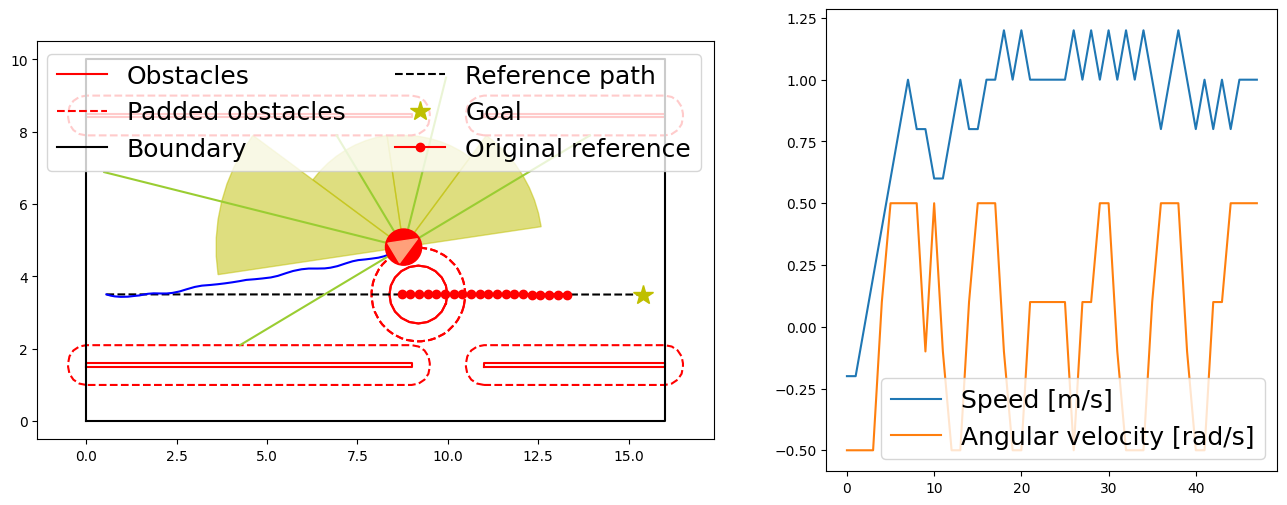 Obstacles
Padded obstacles
Boundary
Reference path
Goal
Original reference
10
8
6
4
2
0
0.0 2.5 5.0 7.5 10.0 12.5 15.0
1.25
1.00
0.75
0.50
0.25
0.00
−0.25
−0.50
Speed [m/s]
Angular velocity [rad/s]
0 10 20 30 40